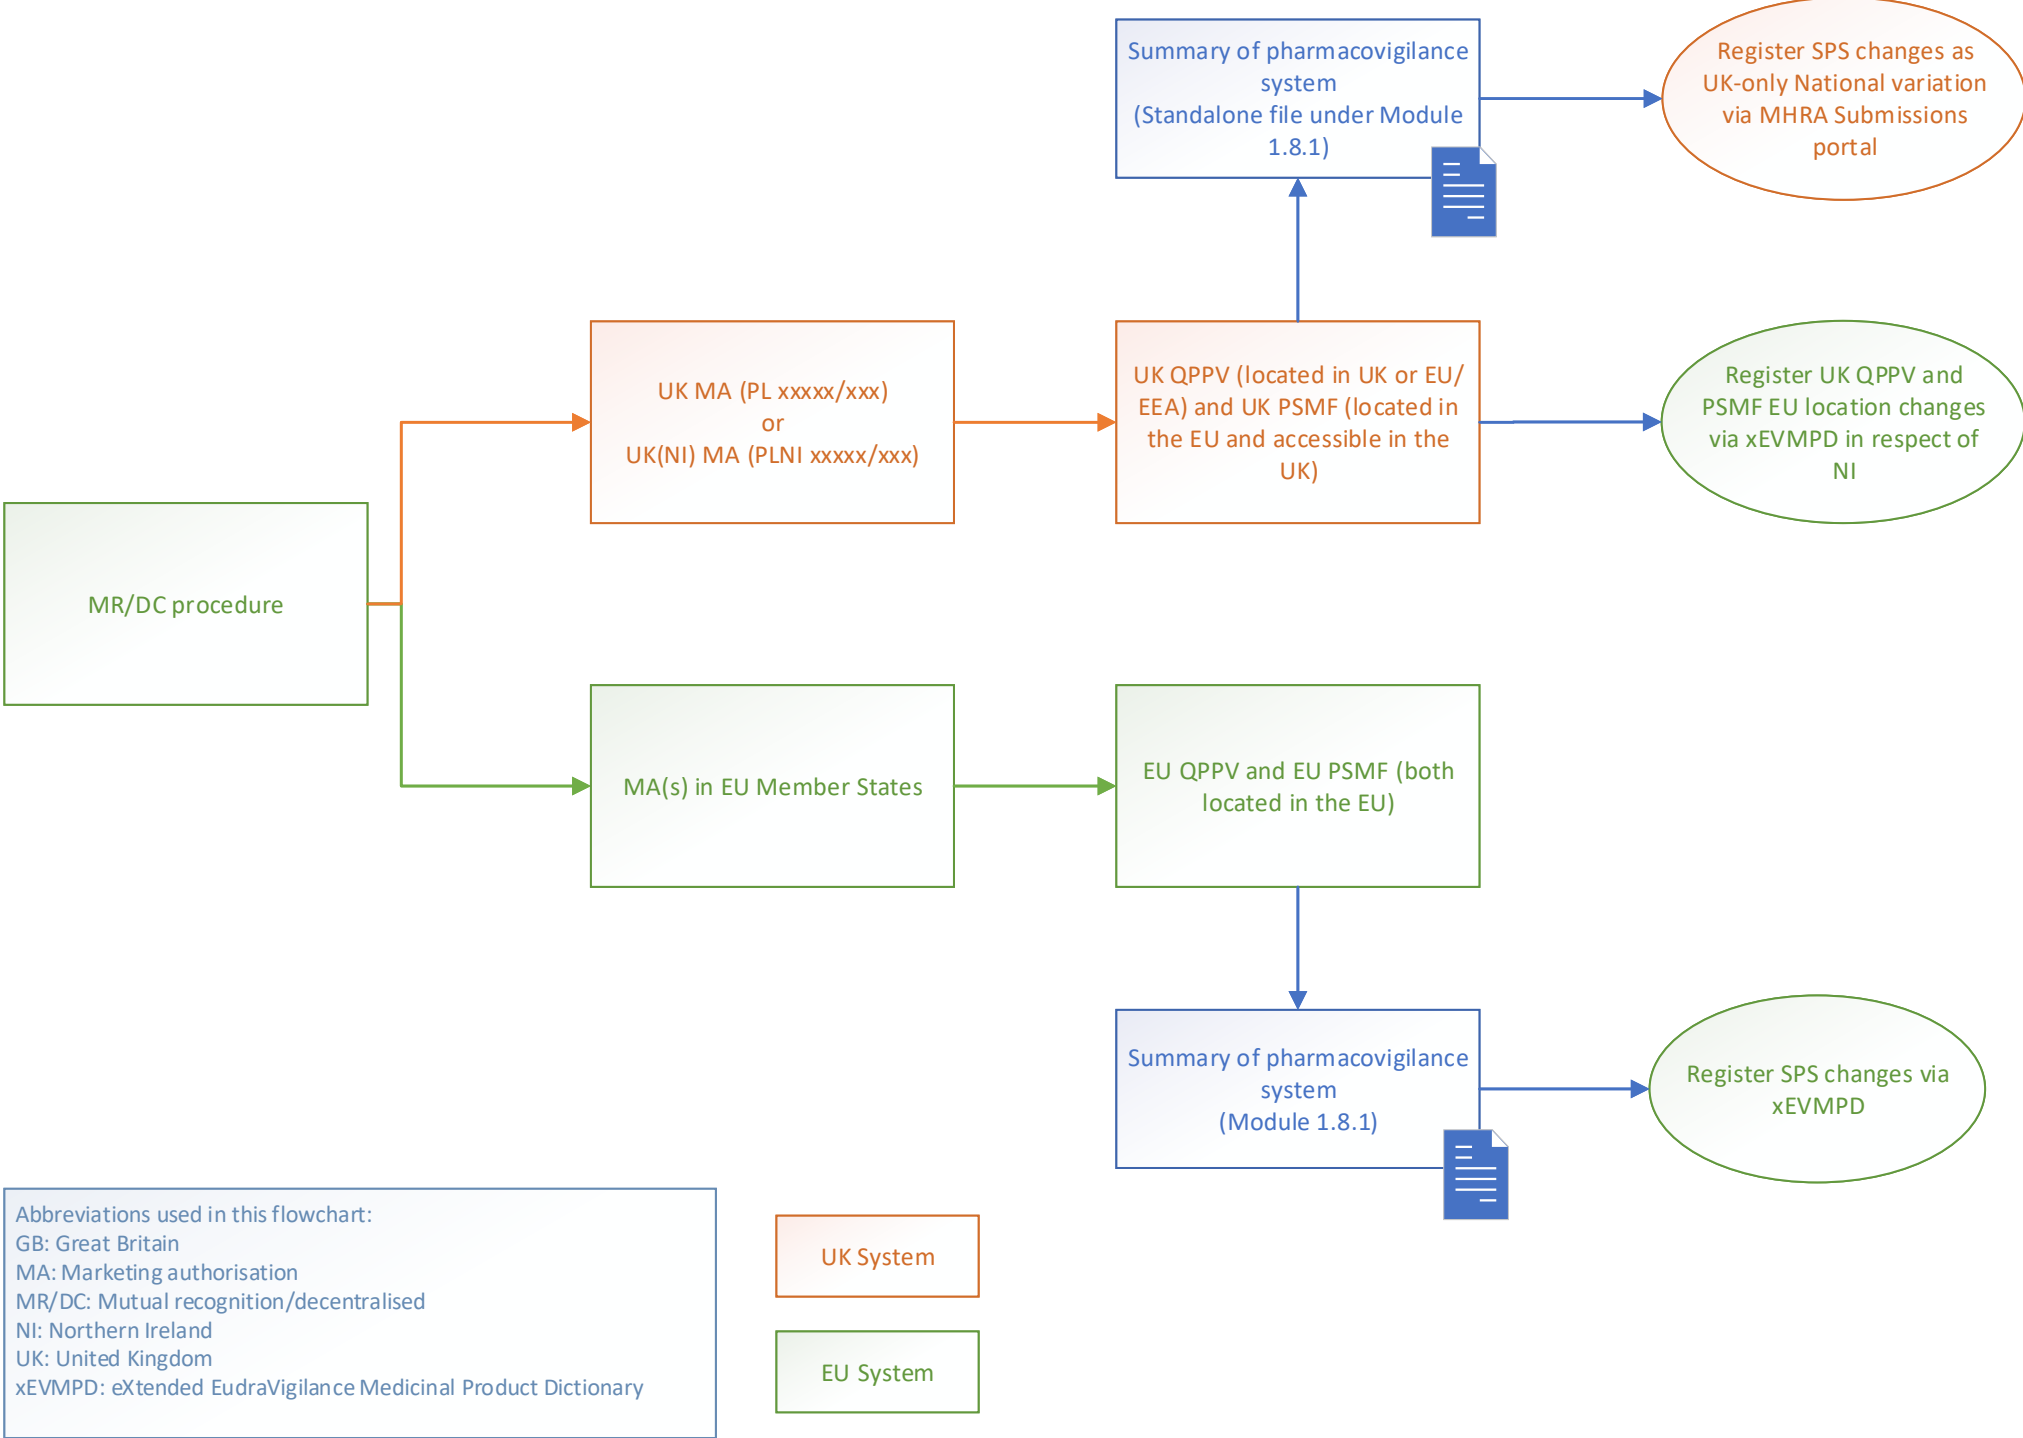 Summary of pharmacovigilance
system
(Standalone file under Module
1.8.1)
Register SPS changes as
UK-only National variation
via MHRA Submissions
portal
UK MA (PL xxxxx/xxx)
or
UK(NI) MA (PLNI xxxxx/xxx)
UK QPPV (located in UK or EU/
EEA) and UK PSMF (located in
the EU and accessible in the
UK)
Register UK QPPV and
PSMF EU location changes
via xEVMPD in respect of
NI
MR/DC procedure
MA(s) in EU Member States
EU QPPV and EU PSMF (both
located in the EU)
Summary of pharmacovigilance
system
(Module 1.8.1)
Register SPS changes via
xEVMPD
Abbreviations used in this flowchart:
GB: Great Britain
MA: Marketing authorisation
MR/DC: Mutual recognition/decentralised
NI: Northern Ireland
UK: United Kingdom
xEVMPD: eXtended EudraVigilance Medicinal Product Dictionary
UK System
EU System